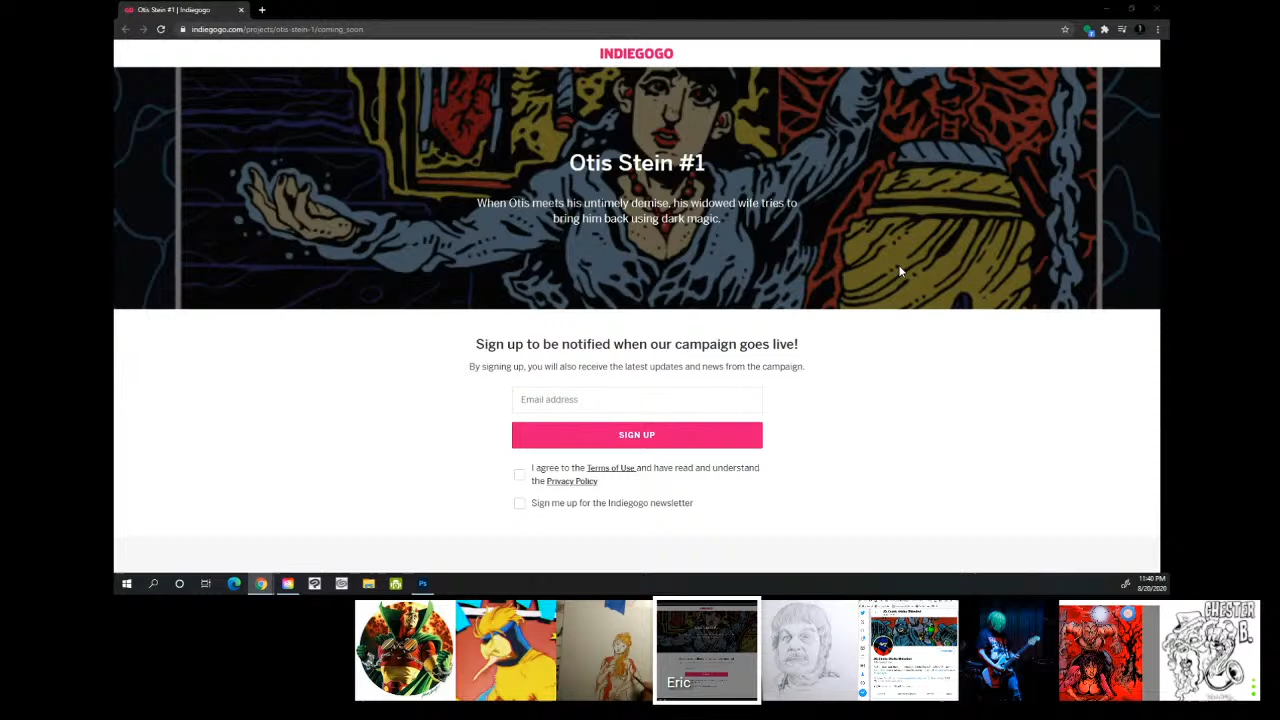 Otis Stein #1 | Indiegogo
indiegogo.com/projects/otis-stein-1/coming_soon
INDIEGOGO
Otis Stein #1
When Otis meets his untimely demise, his widowed wife tries to
bring him back using dark magic.
Sign up to be notified when our campaign goes live!
By signing up, you will also receive the latest updates and news from the campaign.
Email address
SIGN UP
I agree to the Terms of Use and have read and understand
the Privacy Policy
Sign me up for the Indiegogo newsletter
Ps
11:40 PM
8/20/2020
Eric
CHESTER
B.